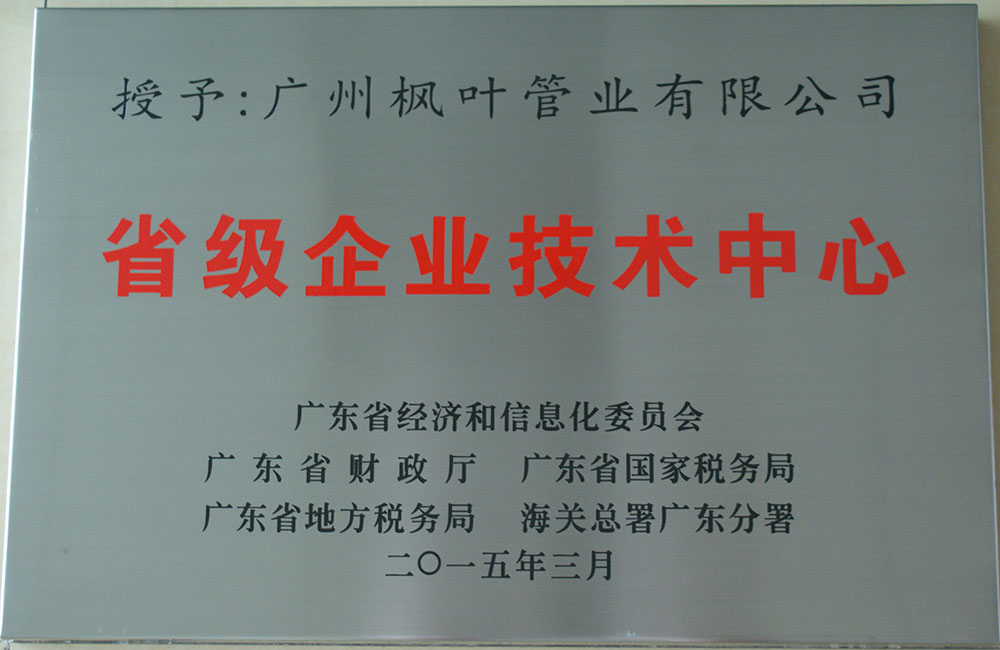 授予:广州枫叶管业有限公司
省级企业技术中心
广东省经济和信息化委员会
广东省财政厅 广东省国家税务局
广东省地方税务局 海关总署广东分署
二〇一五年三月